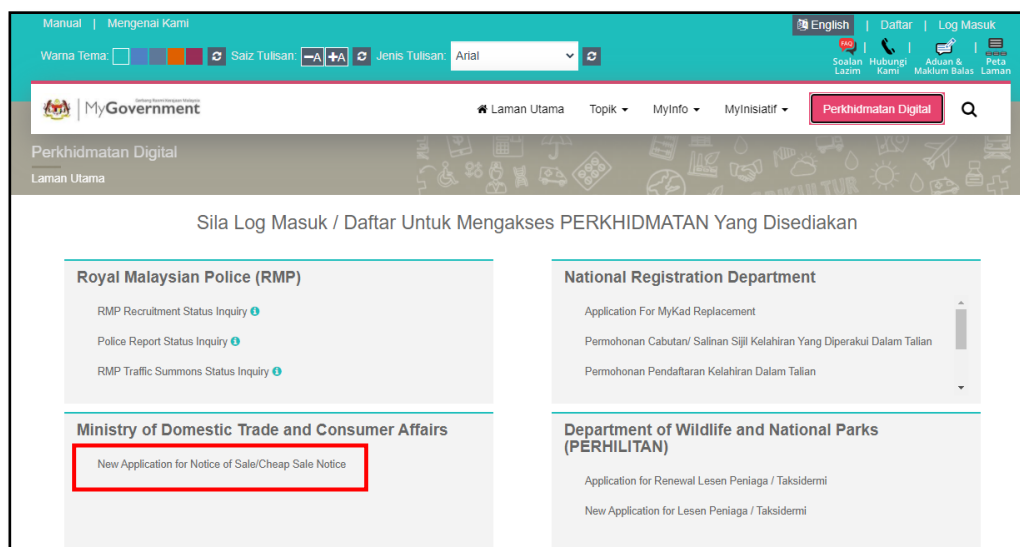 Manual | Mengenai Kami
English | Daftar | Log Masuk
Warna Tema: Saiz Tulisan: -A +A Jenis Tulisan: Arial
FAQ
Soalan Lazim | Hubungi Kami | Aduan & Maklum Balas | Peta Laman
MyGovernment
Laman Utama Topik MyInfo MyInisiatif Perkhidmatan Digital
Perkhidmatan Digital
Laman Utama
Sila Log Masuk / Daftar Untuk Mengakses PERKHIDMATAN Yang Disediakan
Royal Malaysian Police (RMP)
RMP Recruitment Status Inquiry
Police Report Status Inquiry
RMP Traffic Summons Status Inquiry
National Registration Department
Application For MyKad Replacement
Permohonan Cabutan/ Salinan Sijil Kelahiran Yang Diperakui Dalam Talian
Permohonan Pendaftaran Kelahiran Dalam Talian
Ministry of Domestic Trade and Consumer Affairs
New Application for Notice of Sale/Cheap Sale Notice
Department of Wildlife and National Parks
(PERHILITAN)
Application for Renewal Lesen Peniaga / Taksidermi
New Application for Lesen Peniaga / Taksidermi